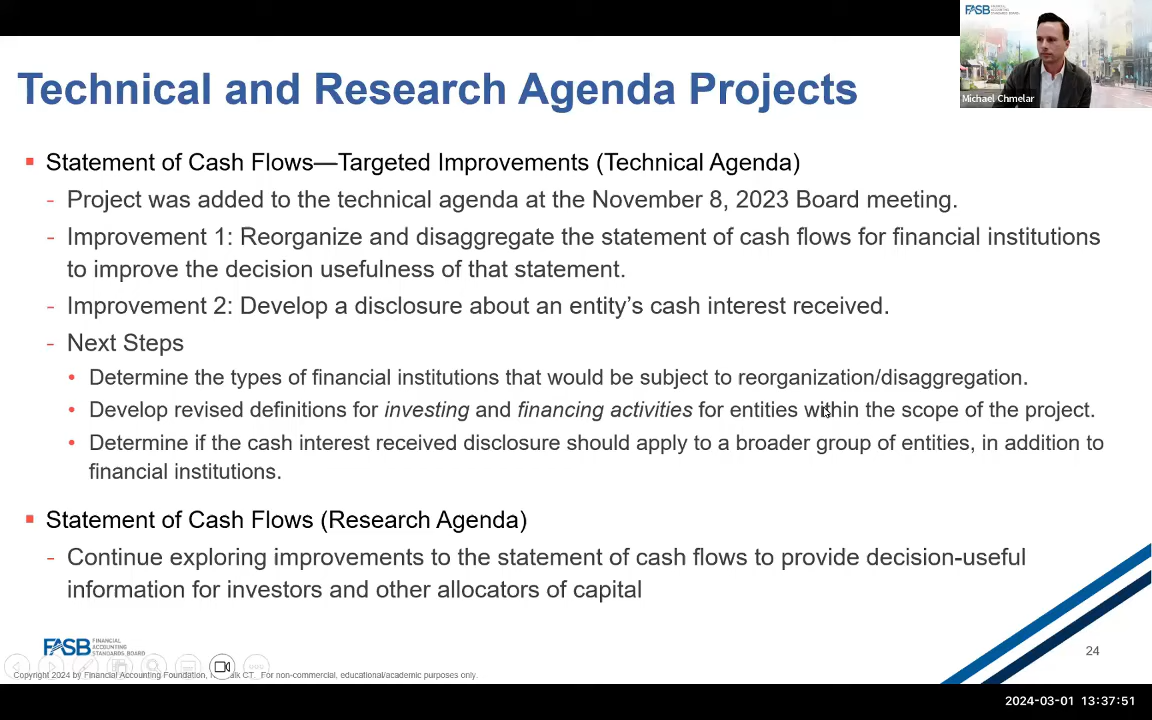 FASB FINANCIAL ACCOUNTING STANDARDS BOARD
Michael Chmelar
Technical and Research Agenda Projects
Statement of Cash Flows—Targeted Improvements (Technical Agenda)
- Project was added to the technical agenda at the November 8, 2023 Board meeting.
- Improvement 1: Reorganize and disaggregate the statement of cash flows for financial institutions
to improve the decision usefulness of that statement.
- Improvement 2: Develop a disclosure about an entity’s cash interest received.
- Next Steps
• Determine the types of financial institutions that would be subject to reorganization/disaggregation.
• Develop revised definitions for investing and financing activities for entities within the scope of the project.
• Determine if the cash interest received disclosure should apply to a broader group of entities, in addition to
financial institutions.
Statement of Cash Flows (Research Agenda)
- Continue exploring improvements to the statement of cash flows to provide decision-useful
information for investors and other allocators of capital
FASB FINANCIAL
ACCOUNTING
STANDARDS BOARD
24
Copyright 2024 by Financial Accounting Foundation, CT. For non-commercial, educational/academic purposes only.
2024-03-01 13:37:51